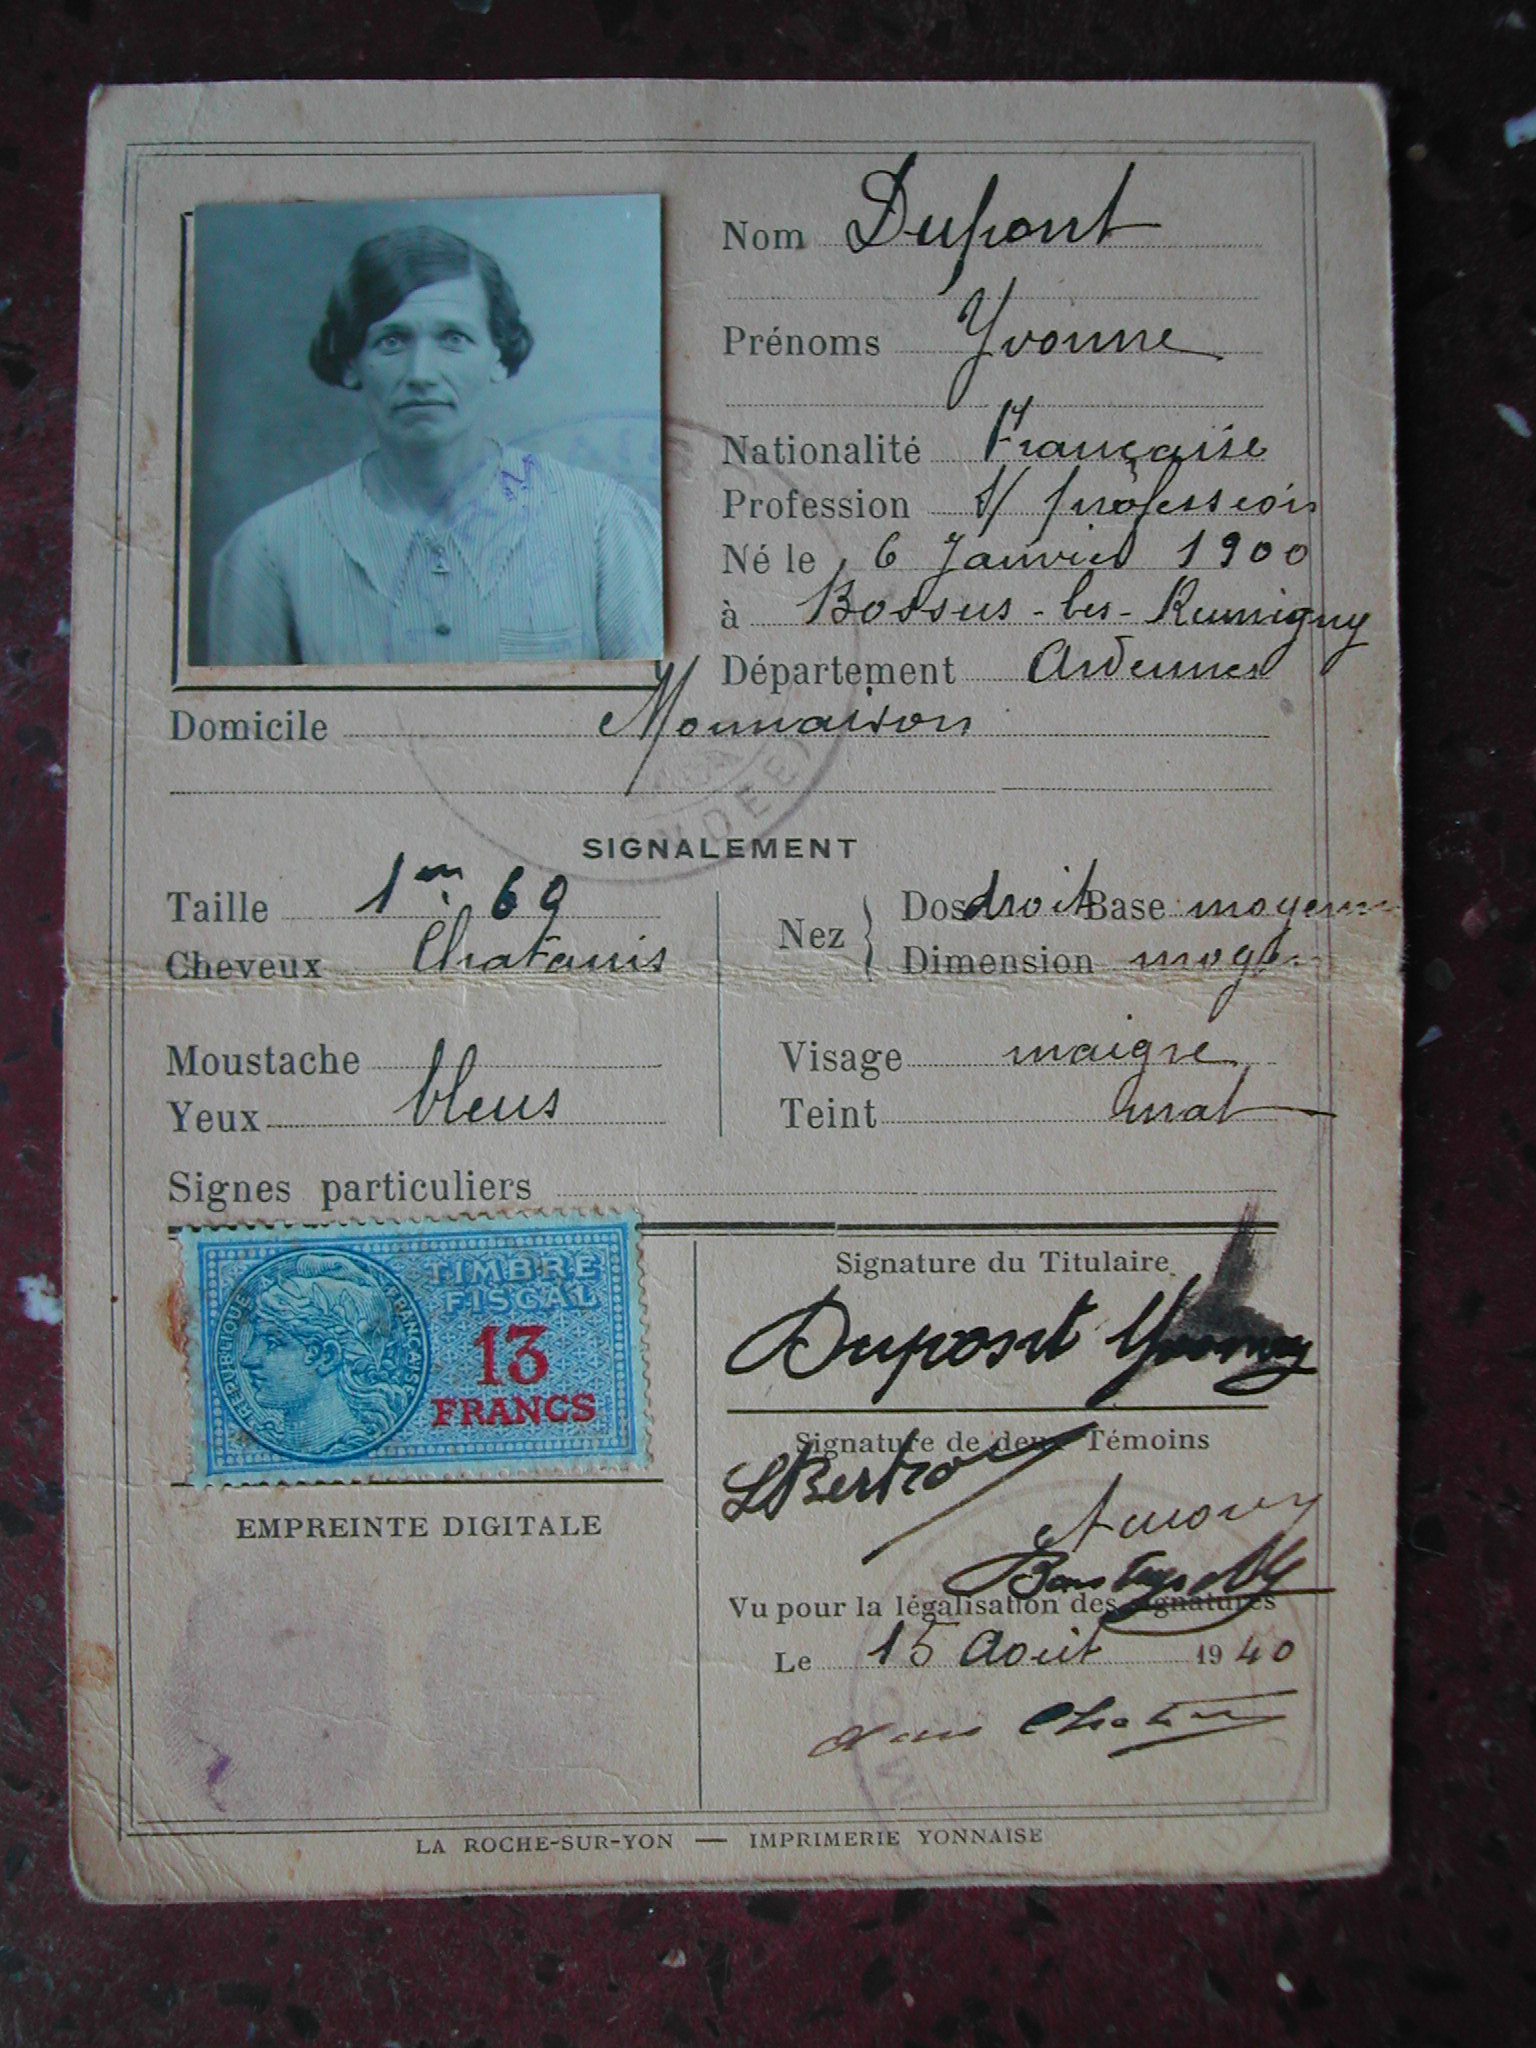 Nom Dupont
Prénoms Yvonne
Nationalité Française
Profession s/ profession
Né le 6 Janvier 1900
à Bossus-les-Rumigny
Département Ardennes
Domicile Monnaison
VENDEE
SIGNALEMENT
Taille 1m 69
Cheveux Chatains
Moustache
Yeux bleus
Nez
Dos droit Base moyenne
Dimension moyen
Visage maigre
Teint mat
Signes particuliers
RÉPUBLIQUE FRANÇAISE
TIMBRE
FISCAL
13
FRANCS
EMPREINTE DIGITALE
Signature du Titulaire
Dupont Yvonne
Signature de deux Témoins
Vu pour la légalisation des signatures
Le 15 Août 1940
LA ROCHE-SUR-YON — IMPRIMERIE YONNAISE